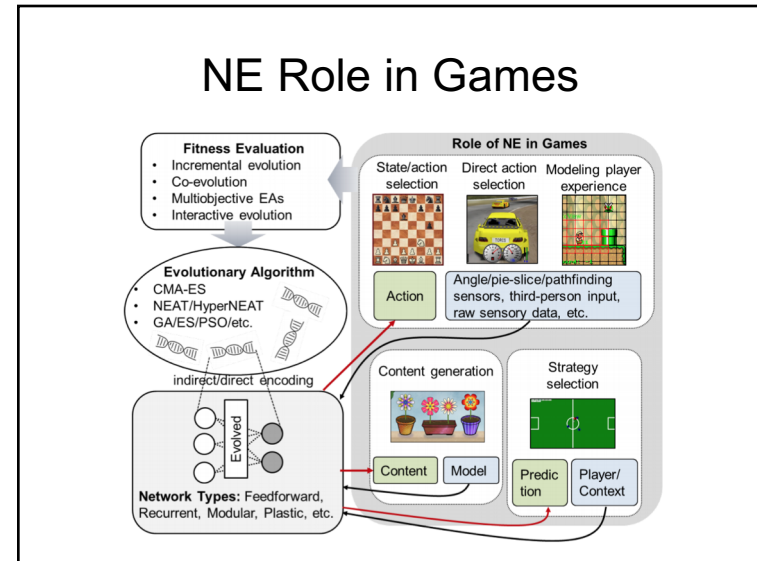 NE Role in Games
Fitness Evaluation
• Incremental evolution
• Co-evolution
• Multiobjective EAs
• Interactive evolution
Evolutionary Algorithm
• CMA-ES
• NEAT/HyperNEAT
• GA/ES/PSO/etc.
indirect/direct encoding
Evolved
Network Types: Feedforward,
Recurrent, Modular, Plastic, etc.
Role of NE in Games
State/action
selection
Direct action
selection
Modeling player
experience
Action
Angle/pie-slice/pathfinding
sensors, third-person input,
raw sensory data, etc.
Content generation
Content
Model
Strategy
selection
Predic
tion
Player/
Context